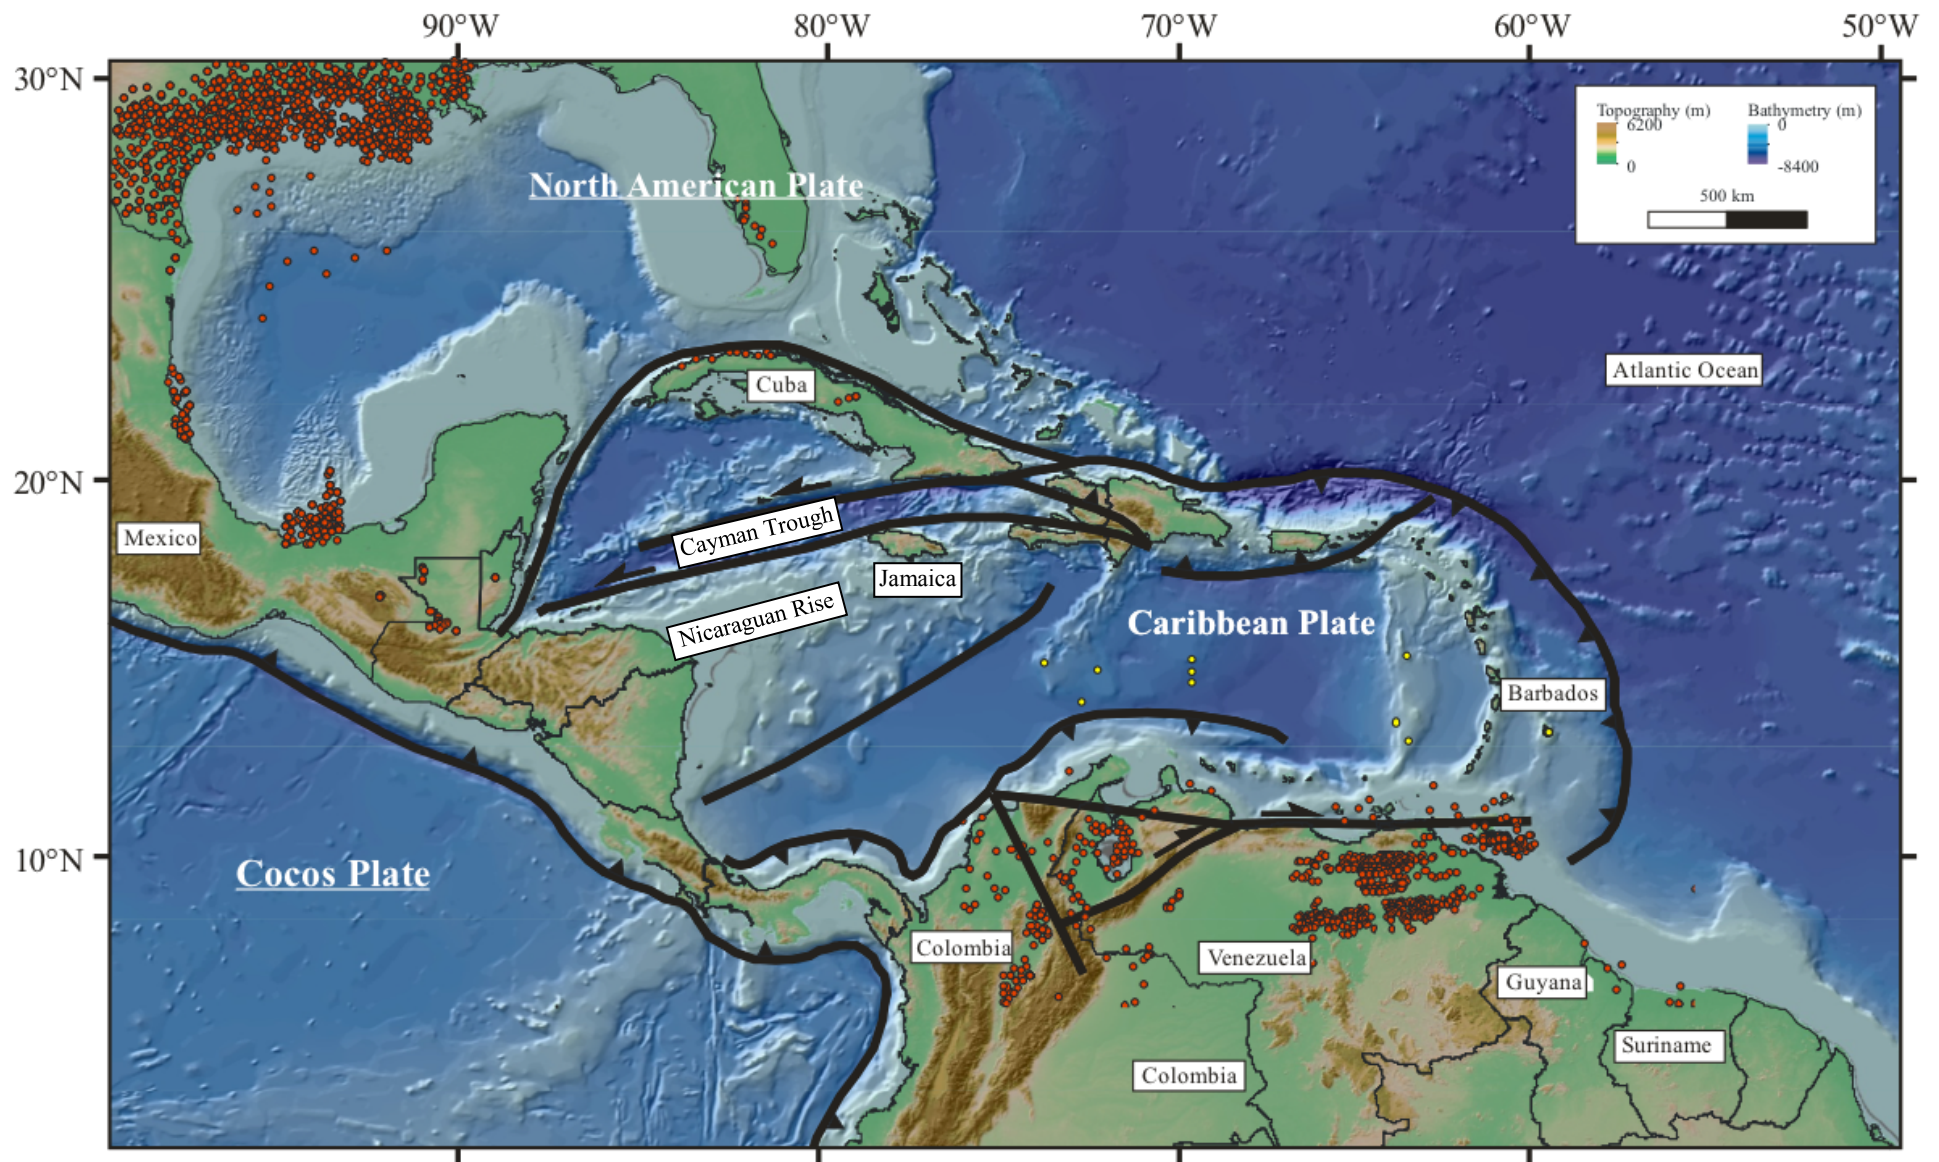 90°W 80°W 70°W 60°W 50°W
30°N
Topography (m) Bathymetry (m)
6200 0
0 -8400
500 km
North American Plate
Atlantic Ocean
Cuba
20°N
Mexico
Cayman Trough
Jamaica
Nicaraguan Rise
Caribbean Plate
Barbados
10°N
Cocos Plate
Colombia
Venezuela
Guyana
Suriname
Colombia